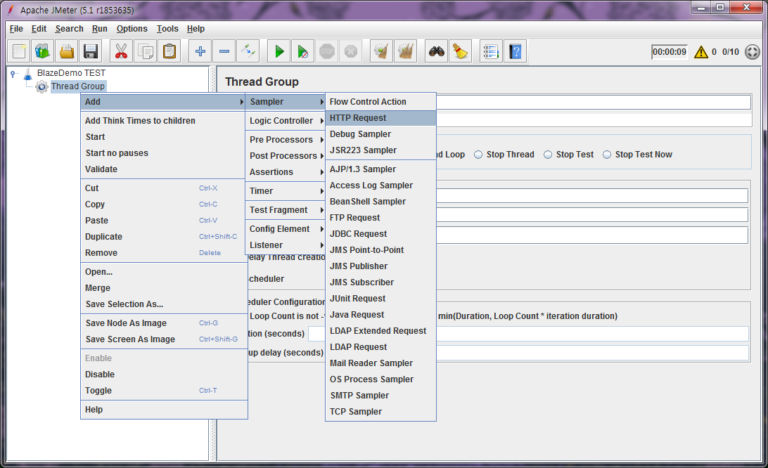 Apache JMeter (5.1 r1853635)
File Edit Search Run Options Tools Help
00:00:09 0 0/10
BlazeDemo TEST
Thread Group
Thread Group
Add
Add Think Times to children
Start
Start no pauses
Validate
Cut Ctrl-X
Copy Ctrl-C
Paste Ctrl-V
Duplicate Ctrl+Shift-C
Remove Delete
Open...
Merge
Save Selection As...
Save Node As Image Ctrl-G
Save Screen As Image Ctrl+Shift-G
Enable
Disable
Toggle Ctrl-T
Help
Sampler
Logic Controller
Pre Processors
Post Processors
Assertions
Timer
Test Fragment
Config Element
Listener
Flow Control Action
HTTP Request
Debug Sampler
JSR223 Sampler
AJP/1.3 Sampler
Access Log Sampler
BeanShell Sampler
FTP Request
JDBC Request
JMS Point-to-Point
JMS Publisher
JMS Subscriber
JUnit Request
Java Request
LDAP Extended Request
LDAP Request
Mail Reader Sampler
OS Process Sampler
SMTP Sampler
TCP Sampler
Loop Stop Thread Stop Test Stop Test Now
Thread creation
cheduler
duler Configuration
Loop Count is not - min(Duration, Loop Count * iteration duration)
tion (seconds)
up delay (seconds)